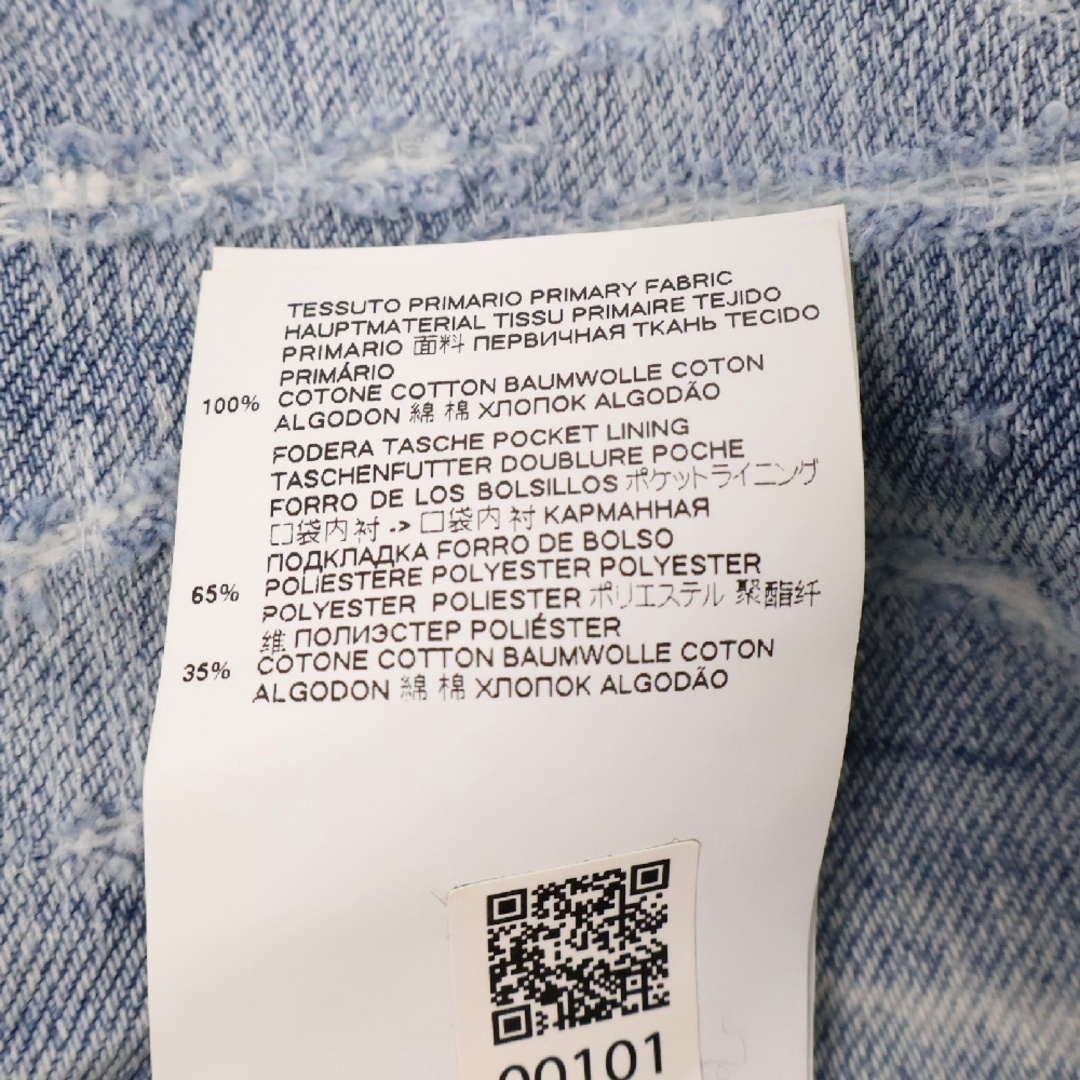 TESSUTO PRIMARIO PRIMARY FABRIC
HAUPTMATERIAL TISSU PRIMAIRE TEJIDO
PRIMARIO 面料 ПЕРВИЧНАЯ ТКАНЬ TECIDO
PRIMÁRIO
100% COTONE COTTON BAUMWOLLE COTON
ALGODON 綿 棉 ХЛОПОК ALGODÃO
FODERA TASCHE POCKET LINING
TASCHENFUTTER DOUBLURE POCHE
FORRO DE LOS BOLSILLOS ポケットライニング
口袋内衬 -> 口袋内 衬 КАРМАННАЯ
ПОДКЛАДКА FORRO DE BOLSO
65% POLIESTERE POLYESTER POLYESTER
POLYESTER POLIESTER ポリエステル 聚酯纤
维 ПОЛИЭСТЕР POLIÉSTER
35% COTONE COTTON BAUMWOLLE COTON
ALGODON 綿 棉 ХЛОПОК ALGODÃO
00101